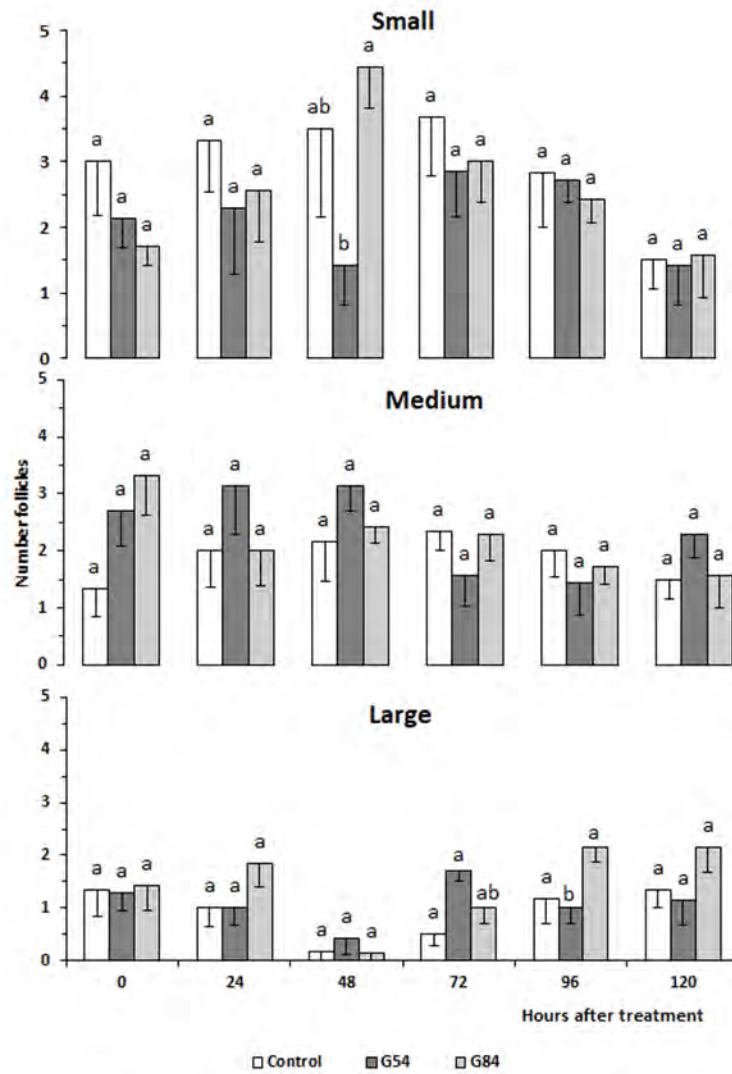 Small
5
4
3
2
1
0
a a a
a a a
ab b a
a a a
a a a
a a a
Medium
Number follicles
5
4
3
2
1
0
a a a
a a a
a a a
a a a
a a a
a a a
Large
5
4
3
2
1
0
a a a
a a a
a a a
a a ab
a b a
a a a
0 24 48 72 96 120
Hours after treatment
Control G54 G84